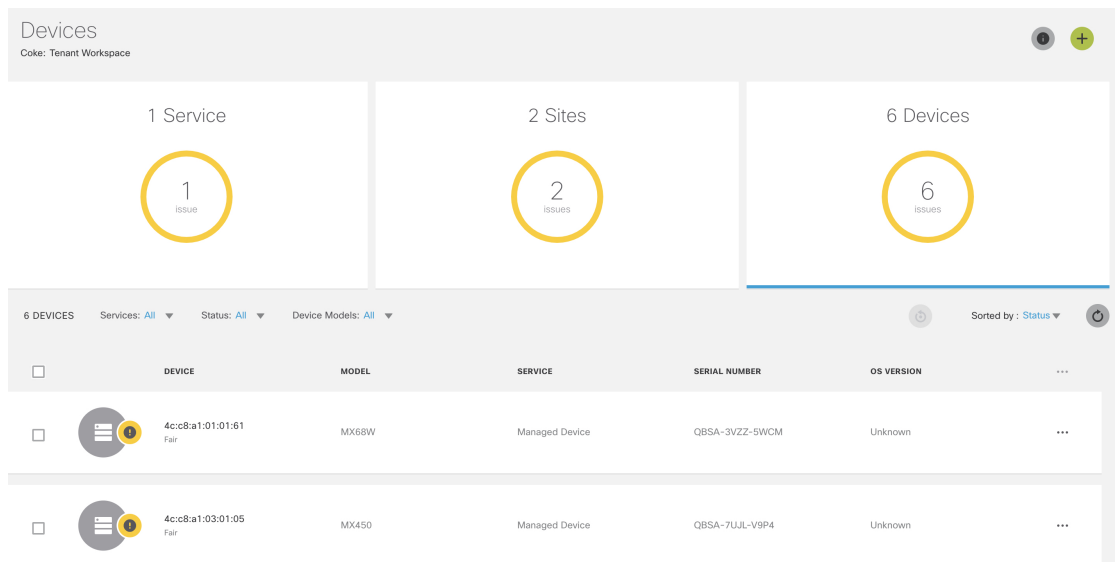 Devices
Coke: Tenant Workspace
1 Service
1
issue
2 Sites
2
issues
6 Devices
6
issues
6 DEVICES Services: All Status: All Device Models: All Sorted by : Status
DEVICE MODEL SERVICE SERIAL NUMBER OS VERSION
4c:c8:a1:01:01:61
Fair
MX68W Managed Device QBSA-3VZZ-5WCM Unknown
4c:c8:a1:03:01:05
Fair
MX450 Managed Device QBSA-7UJL-V9P4 Unknown